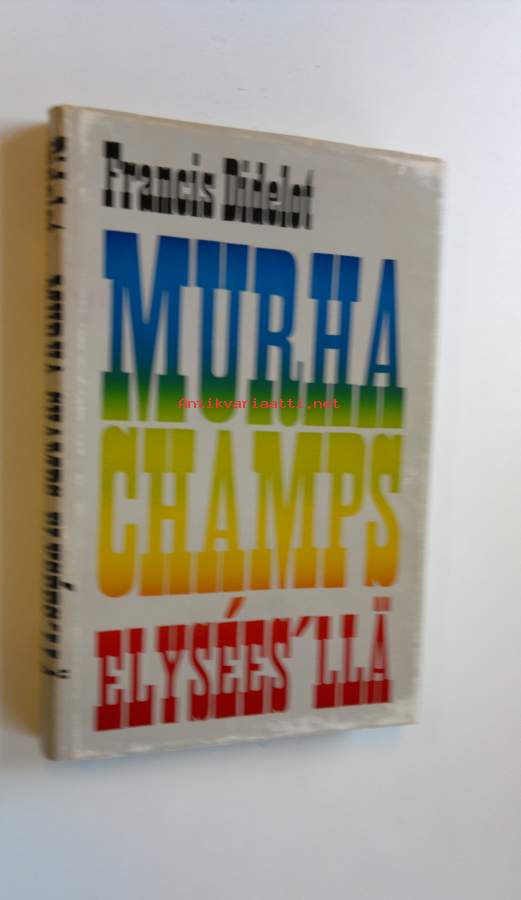 Francis Didelot
MURHA
Antikvariaatti.net
CHAMPS
ELYSÉES'LLÄ